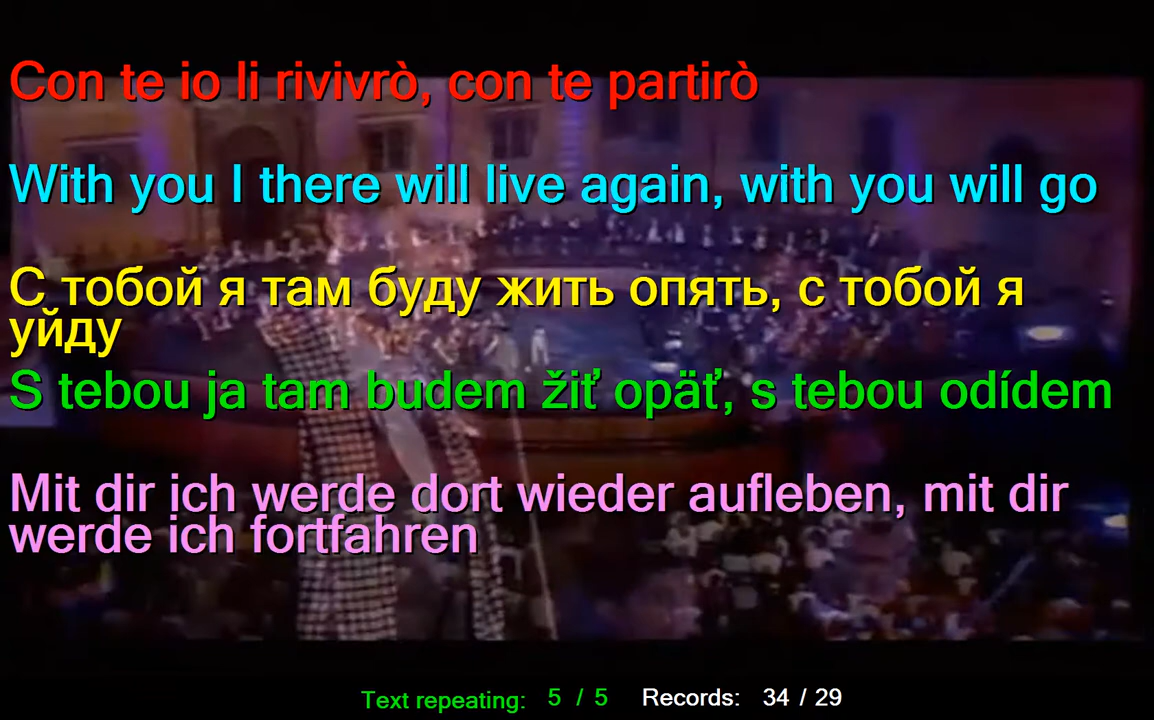 Con te io li rivivrò, con te partirò
With you I there will live again, with you will go
С тобой я там буду жить опять, с тобой я
уйду
S tebou ja tam budem žiť opäť, s tebou odídem
Mit dir ich werde dort wieder aufleben, mit dir
werde ich fortfahren
Text repeating: 5 / 5 Records: 34 / 29